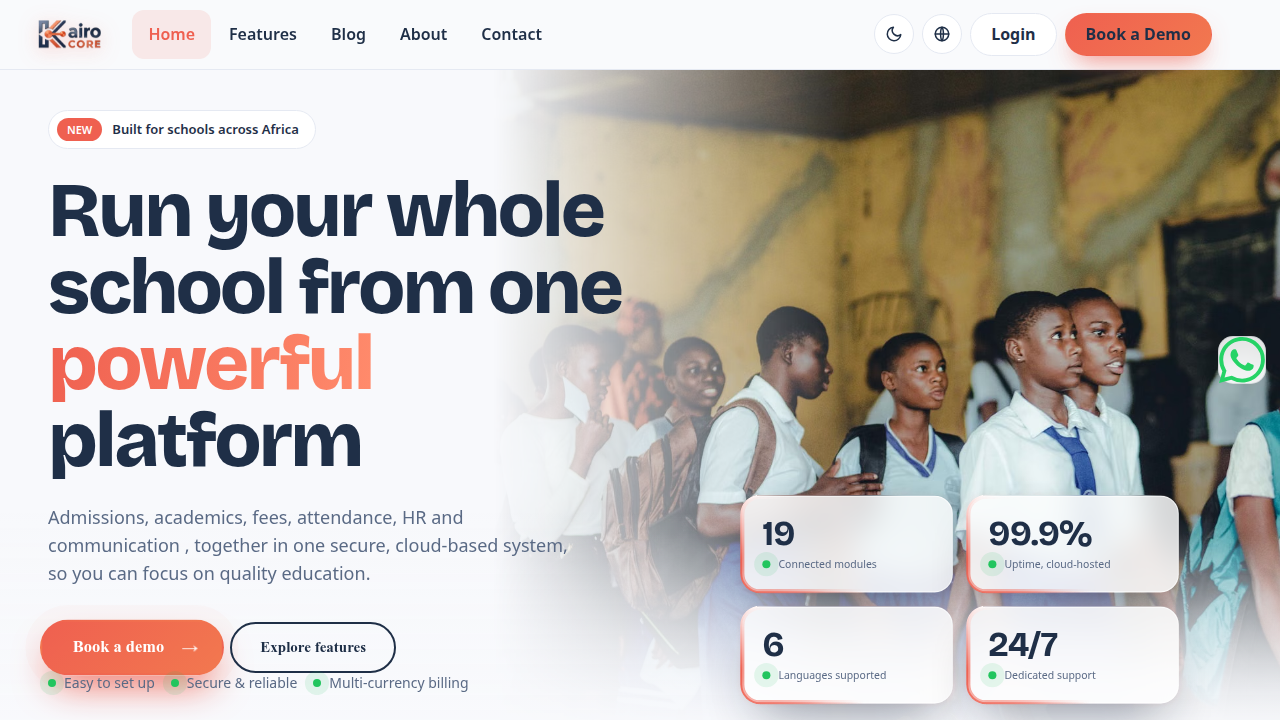 Kairo
CORE
Home
Features
Blog
About
Contact
Login
Book a Demo
NEW
Built for schools across Africa
Run your whole
school from one
powerful
platform
Admissions, academics, fees, attendance, HR and
communication , together in one secure, cloud-based system,
so you can focus on quality education.
Book a demo →
Explore features
Easy to set up
Secure & reliable
Multi-currency billing
19
Connected modules
99.9%
Uptime, cloud-hosted
6
Languages supported
24/7
Dedicated support